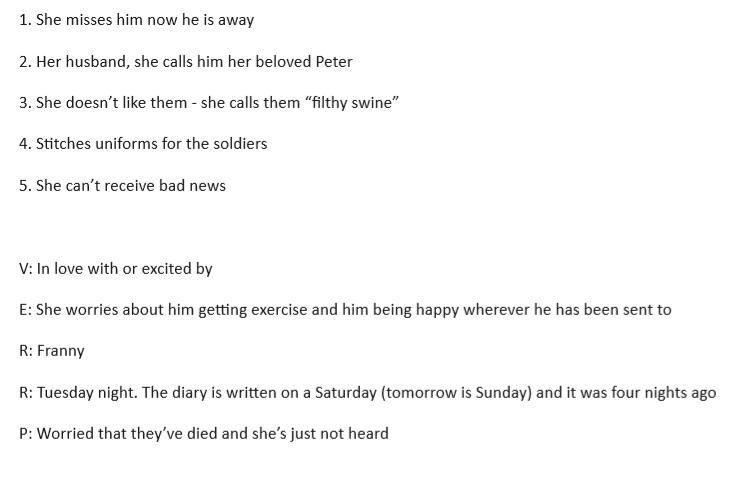 1. She misses him now he is away
2. Her husband, she calls him her beloved Peter
3. She doesn’t like them - she calls them “filthy swine”
4. Stitches uniforms for the soldiers
5. She can’t receive bad news
V: In love with or excited by
E: She worries about him getting exercise and him being happy wherever he has been sent to
R: Franny
R: Tuesday night. The diary is written on a Saturday (tomorrow is Sunday) and it was four nights ago
P: Worried that they’ve died and she’s just not heard